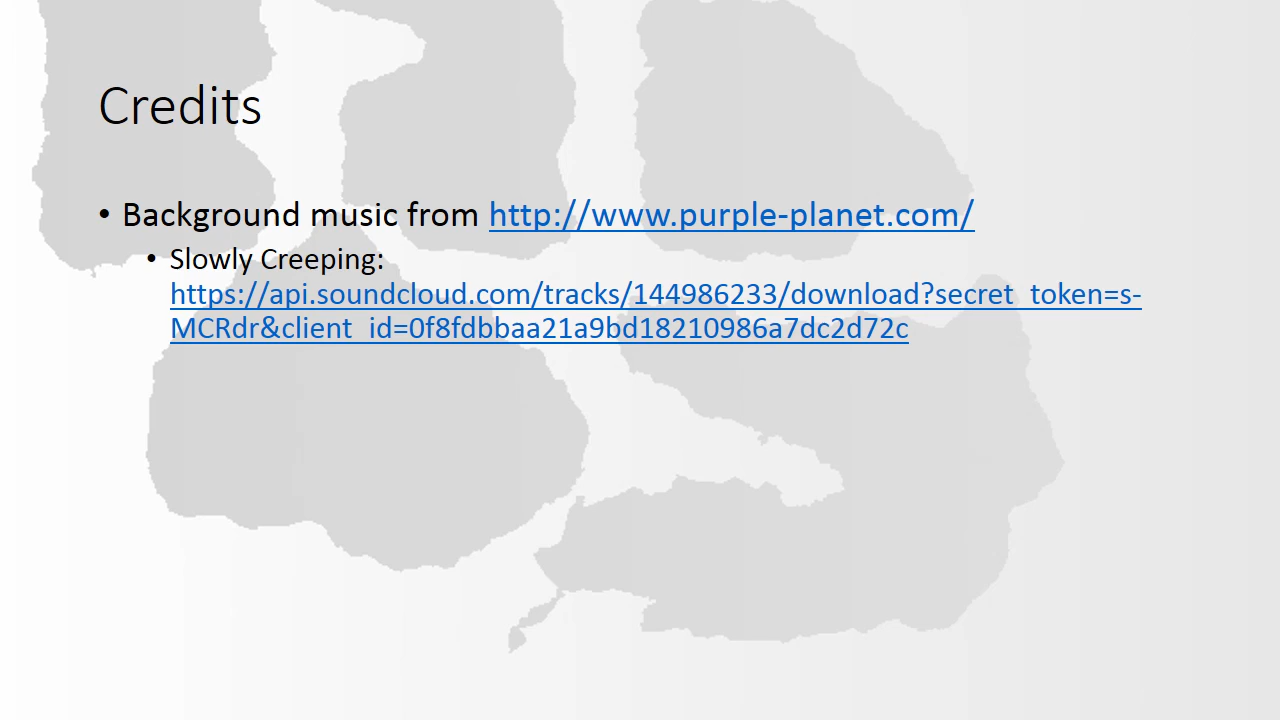 Credits
• Background music from http://www.purple-planet.com/
• Slowly Creeping:
https://api.soundcloud.com/tracks/144986233/download?secret_token=s-
MCRdr&client_id=0f8fdbbaa21a9bd18210986a7dc2d72c